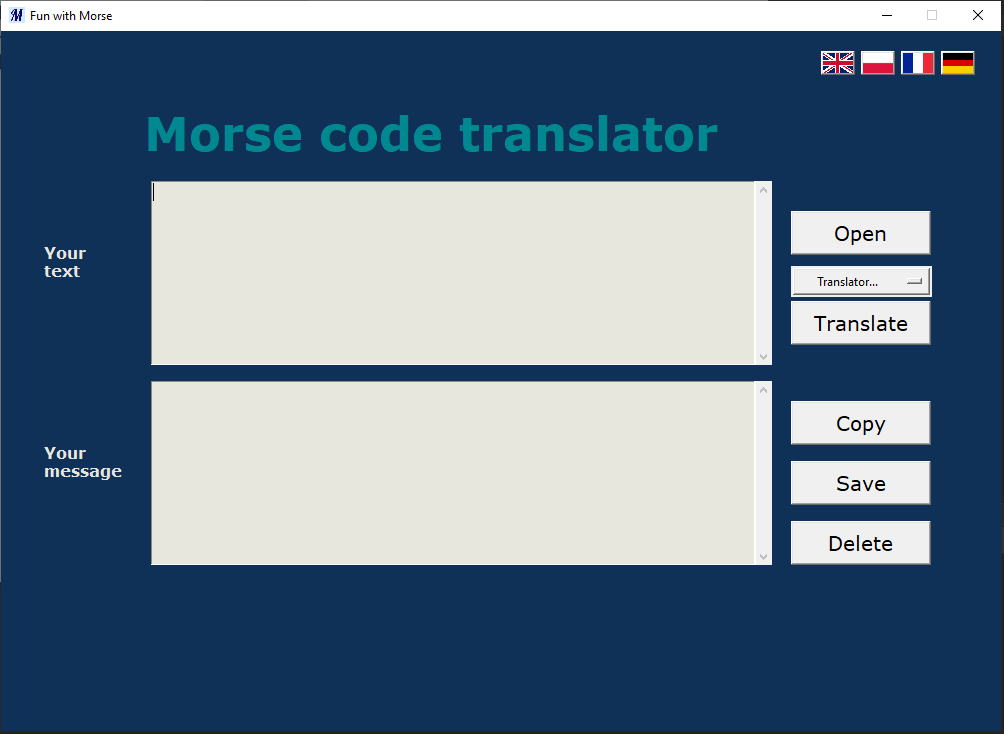 M Fun with Morse
Morse code translator
Your
text
Open
Translator...
Translate
Your
message
Copy
Save
Delete